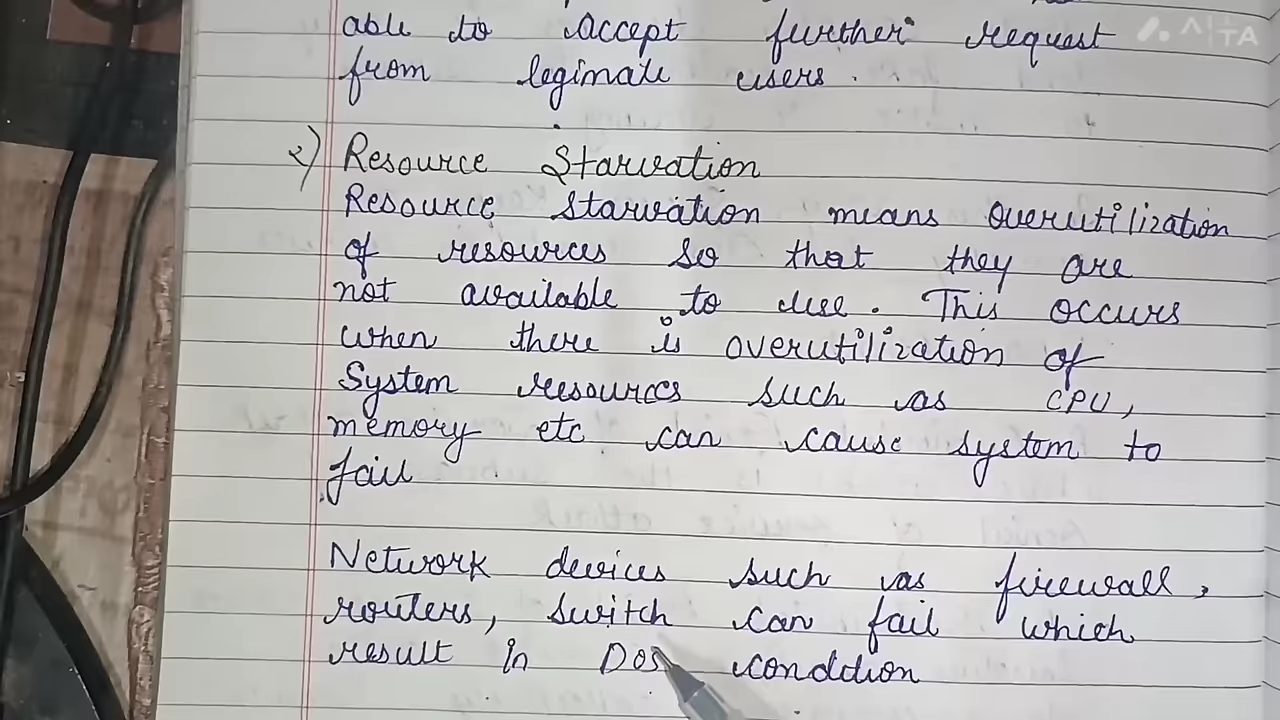 able to accept further request
from legimate users.
2) Resource Starvation
Resource starvation means overutilization
of resources so that they are
not available to use. This occurs
when there is overutilization of
System resources such as CPU,
memory etc can cause system to
fail
Network devices such as firewall,
routers, switch can fail which
result in DOS condition